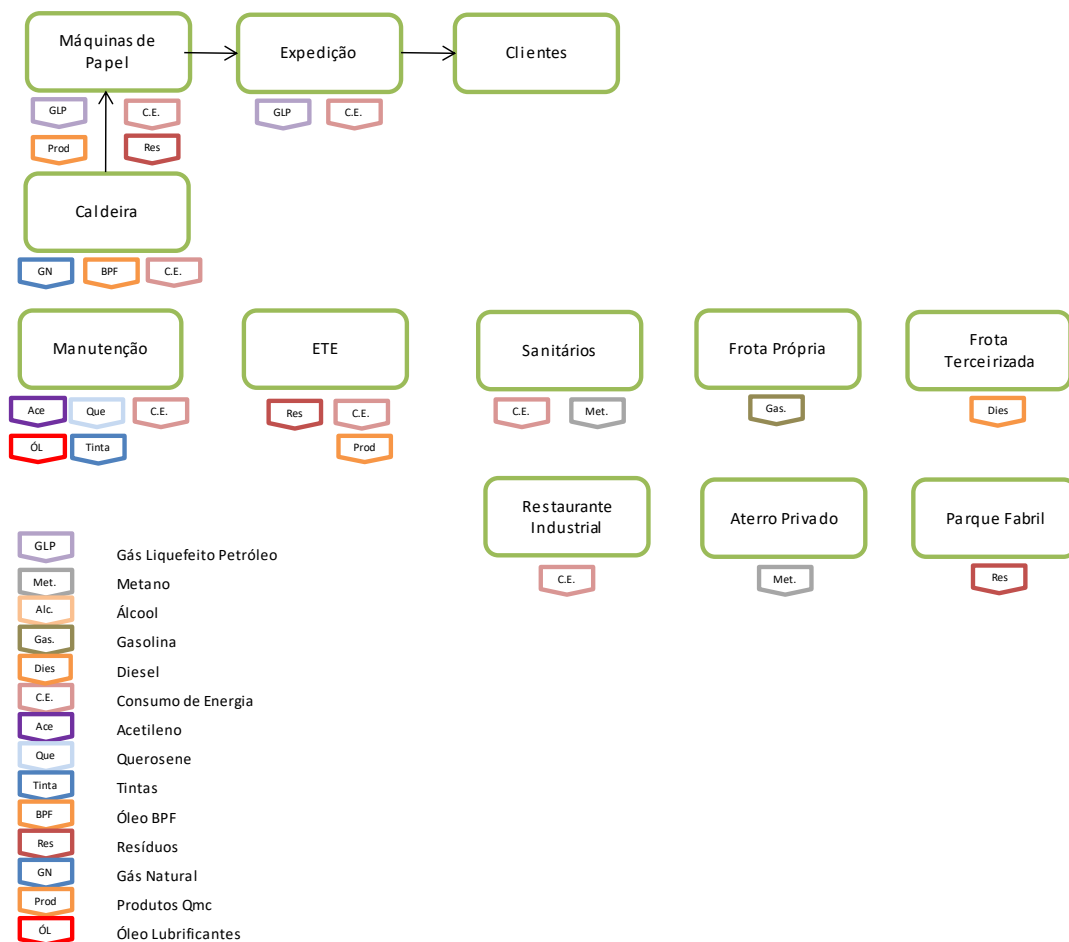 Máquinas de
Papel
Expedição
Clientes
GLP
C.E.
GLP
C.E.
Prod
Res
Caldeira
GN
BPF
C.E.
Manutenção
ETE
Sanitários
Frota Própria
Frota
Terceirizada
Ace
Que
C.E.
Res
C.E.
C.E.
Met.
Gas.
Dies
ÓL
Tinta
Prod
Restaurante
Industrial
Aterro Privado
Parque Fabril
C.E.
Met.
Res
GLP Gás Liquefeito Petróleo
Met. Metano
Alc. Álcool
Gas. Gasolina
Dies Diesel
C.E. Consumo de Energia
Ace Acetileno
Que Querosene
Tinta Tintas
BPF Óleo BPF
Res Resíduos
GN Gás Natural
Prod Produtos Qmc
ÓL Óleo Lubrificantes